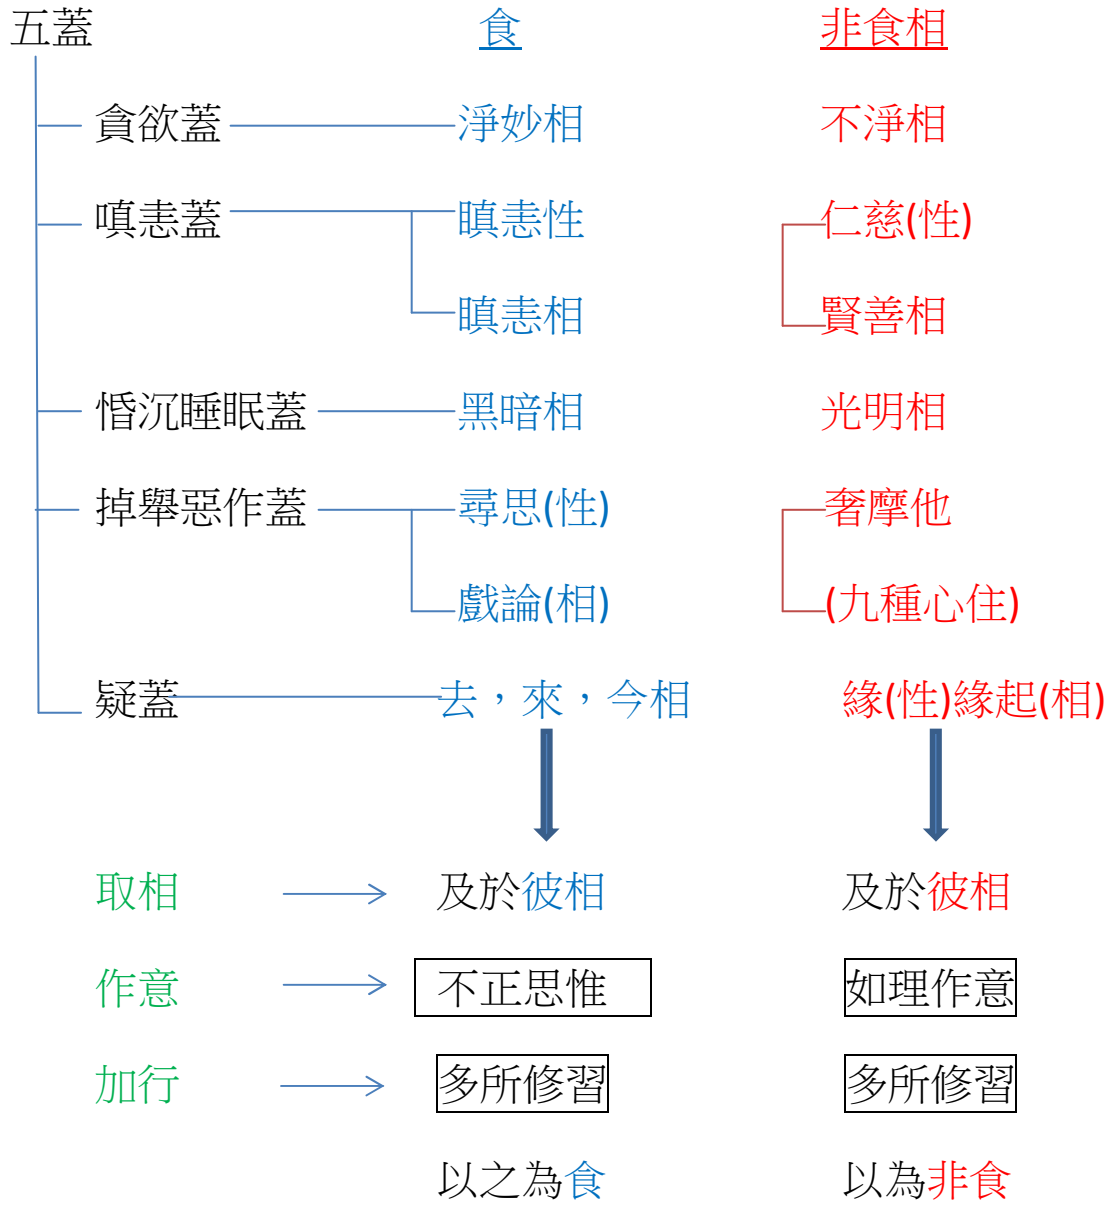 五蓋 食 非食相
貪欲蓋 淨妙相 不淨相
嗔恚蓋 瞋恚性 仁慈(性)
瞋恚相 賢善相
惛沉睡眠蓋 黑暗相 光明相
掉舉惡作蓋 尋思(性) 奢摩他
戲論(相) (九種心住)
疑蓋 去，來，今相 緣(性)緣起(相)
取相 及於彼相 及於彼相
作意 不正思惟 如理作意
加行 多所修習 多所修習
以之為食 以為非食